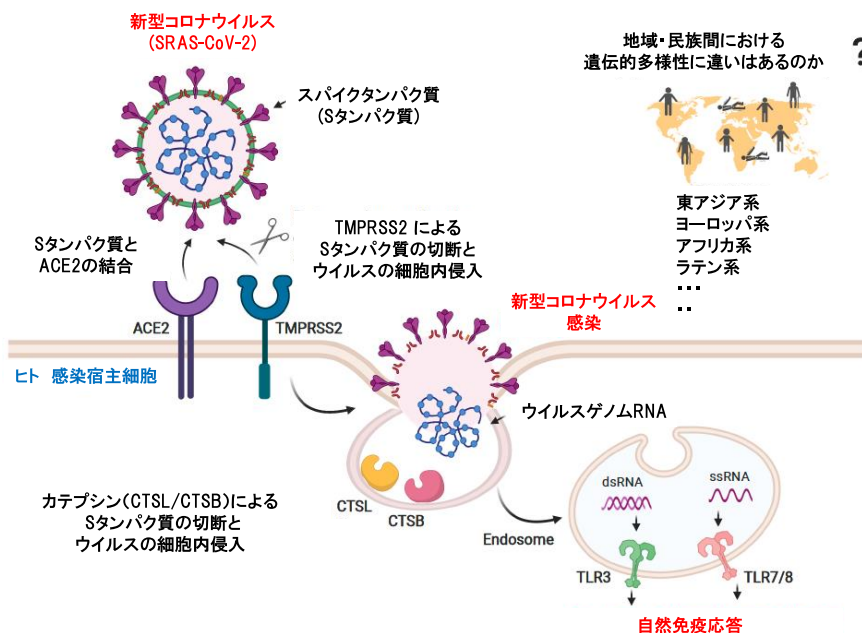 新型コロナウイルス
(SRAS-CoV-2)
スパイクタンパク質
(Sタンパク質)
地域・民族間における
遺伝的多様性に違いはあるのか
?
東アジア系
ヨーロッパ系
アフリカ系
ラテン系
・・・
・・
Sタンパク質と
ACE2の結合
TMPRSS2 による
Sタンパク質の切断と
ウイルスの細胞内侵入
ACE2
TMPRSS2
新型コロナウイルス
感染
ヒト 感染宿主細胞
ウイルスゲノムRNA
カテプシン(CTSL/CTSB)による
Sタンパク質の切断と
ウイルスの細胞内侵入
CTSL
CTSB
Endosome
dsRNA
ssRNA
TLR3
TLR7/8
自然免疫応答